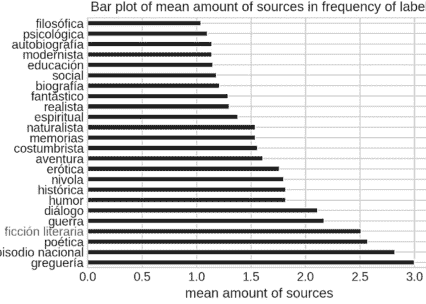 Bar plot of mean amount of sources in frequency of label
filosófica
psicológica
autobiografía
modernista
educación
social
biografía
fantástico
realista
espiritual
naturalista
memorias
costumbrista
aventura
erótica
nivola
histórica
humor
diálogo
guerra
ficción literaria
poética
pisodio nacional
greguería
0.0 0.5 1.0 1.5 2.0 2.5 3.0
mean amount of sources